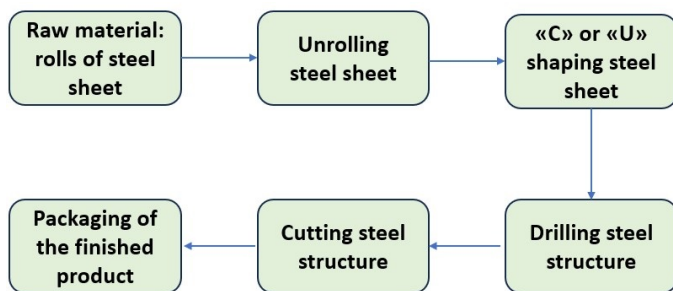 Raw material:
rolls of steel
sheet
Unrolling
steel sheet
«C» or «U»
shaping steel
sheet
Drilling steel
structure
Cutting steel
structure
Packaging of
the finished
product